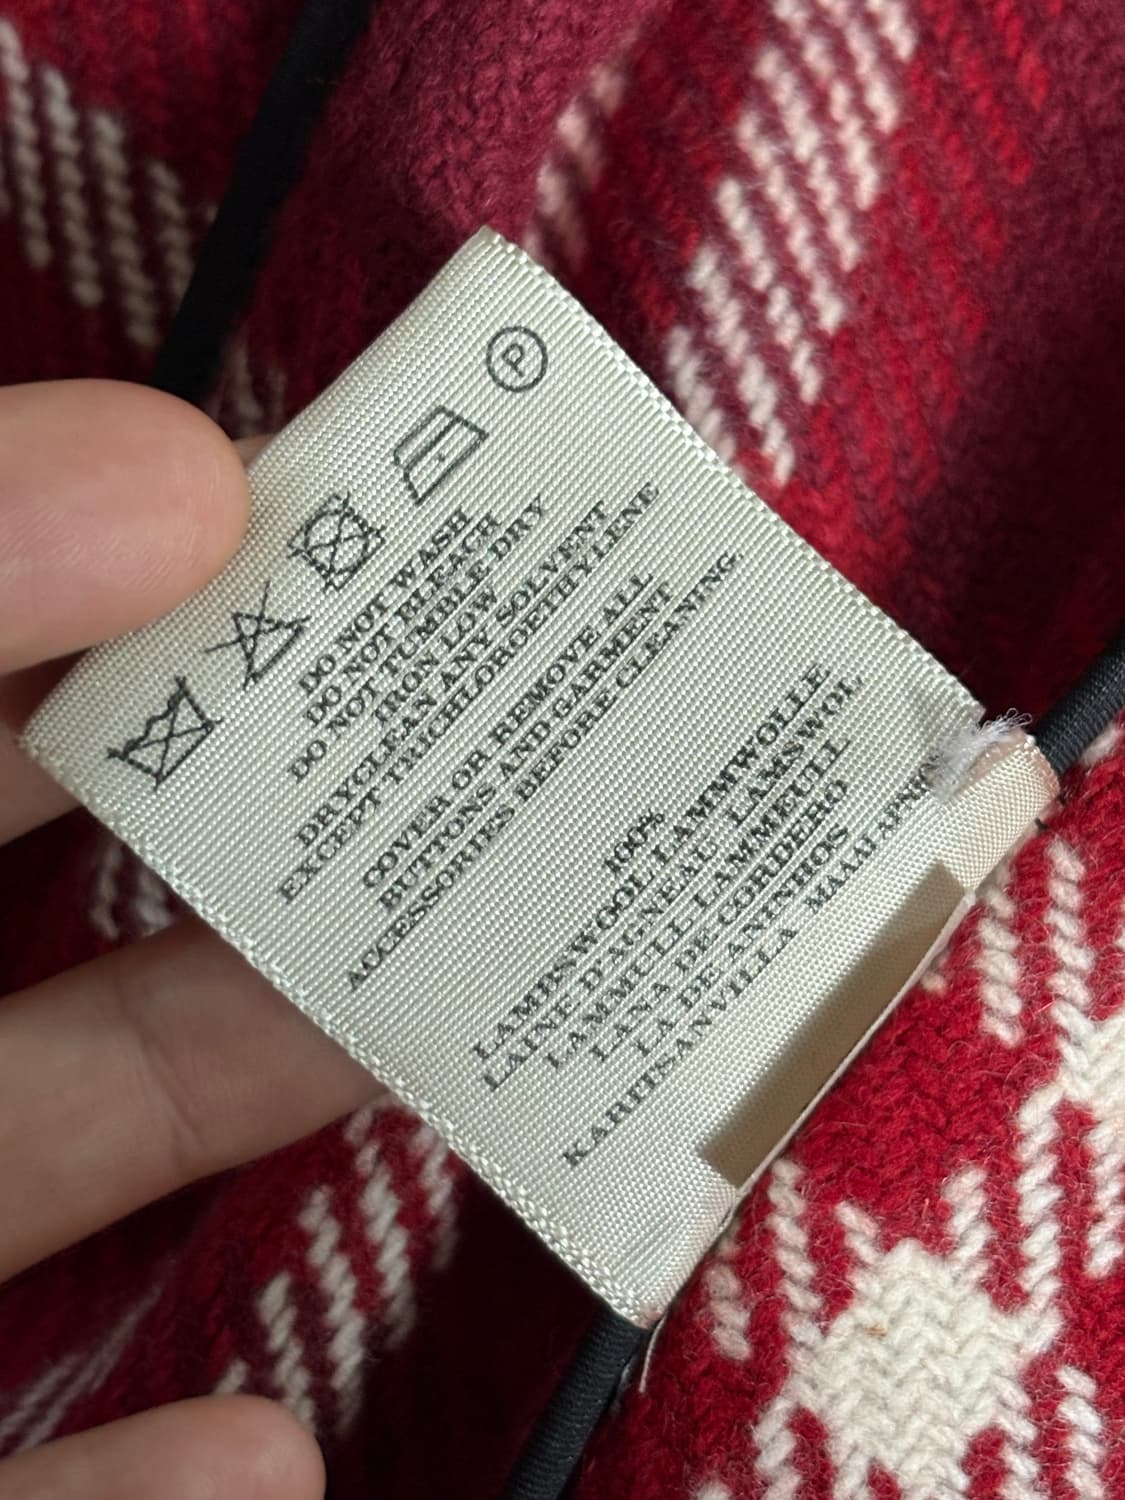 P
DO NOT WASH
DO NOT BLEACH
DO NOT TUMBLE DRY
IRON LOW
DRYCLEAN ANY SOLVENT
EXCEPT TRICHLOROETHYLENE
COVER OR REMOVE ALL
BUTTONS AND GARMENT
ACCESSORIES BEFORE CLEANING.
100%
LAMBSWOOL LAMMWOLLE
LAINE D'AGNEAU LAMSWOL
LAMMULL LAMMEULL
LANA DE CORDERO
LA DE ANINHOS
KARITSANVILLA